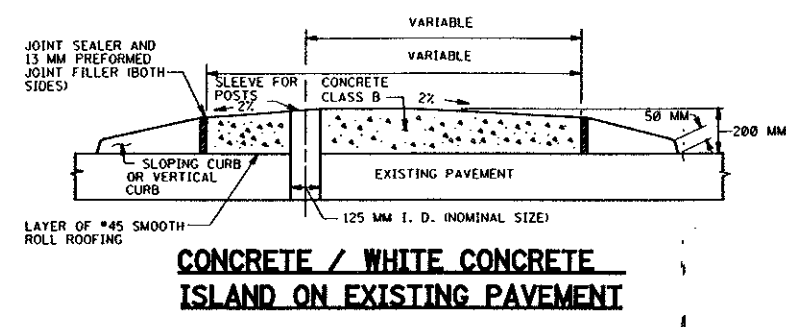 VARIABLE
VARIABLE
JOINT SEALER AND
13 MM PREFORMED
JOINT FILLER (BOTH
SIDES)
SLEEVE FOR
POSTS
2%
CONCRETE
CLASS B
2%
50 MM
200 MM
SLOPING CURB
OR VERTICAL
CURB
EXISTING PAVEMENT
LAYER OF #45 SMOOTH
ROLL ROOFING
125 MM I. D. (NOMINAL SIZE)
CONCRETE / WHITE CONCRETE
ISLAND ON EXISTING PAVEMENT